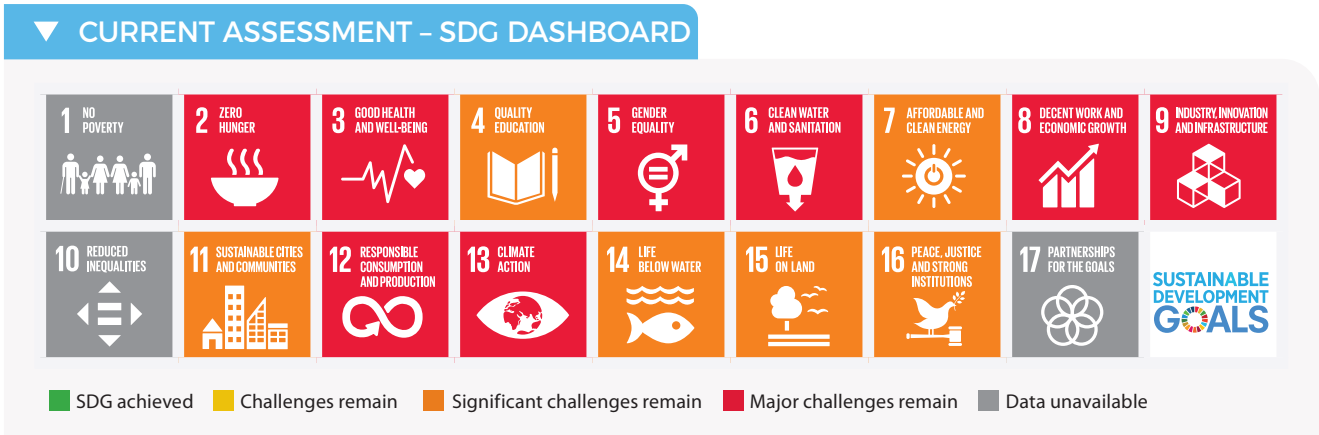 CURRENT ASSESSMENT – SDG DASHBOARD
1 NO
POVERTY
2 ZERO
HUNGER
3 GOOD HEALTH
AND WELL-BEING
4 QUALITY
EDUCATION
5 GENDER
EQUALITY
6 CLEAN WATER
AND SANITATION
7 AFFORDABLE AND
CLEAN ENERGY
8 DECENT WORK AND
ECONOMIC GROWTH
9 INDUSTRY, INNOVATION
AND INFRASTRUCTURE
10 REDUCED
INEQUALITIES
11 SUSTAINABLE CITIES
AND COMMUNITIES
12 RESPONSIBLE
CONSUMPTION
AND PRODUCTION
13 CLIMATE
ACTION
14 LIFE
BELOW WATER
15 LIFE
ON LAND
16 PEACE, JUSTICE
AND STRONG
INSTITUTIONS
17 PARTNERSHIPS
FOR THE GOALS
SUSTAINABLE
DEVELOPMENT
GOALS
SDG achieved
Challenges remain
Significant challenges remain
Major challenges remain
Data unavailable